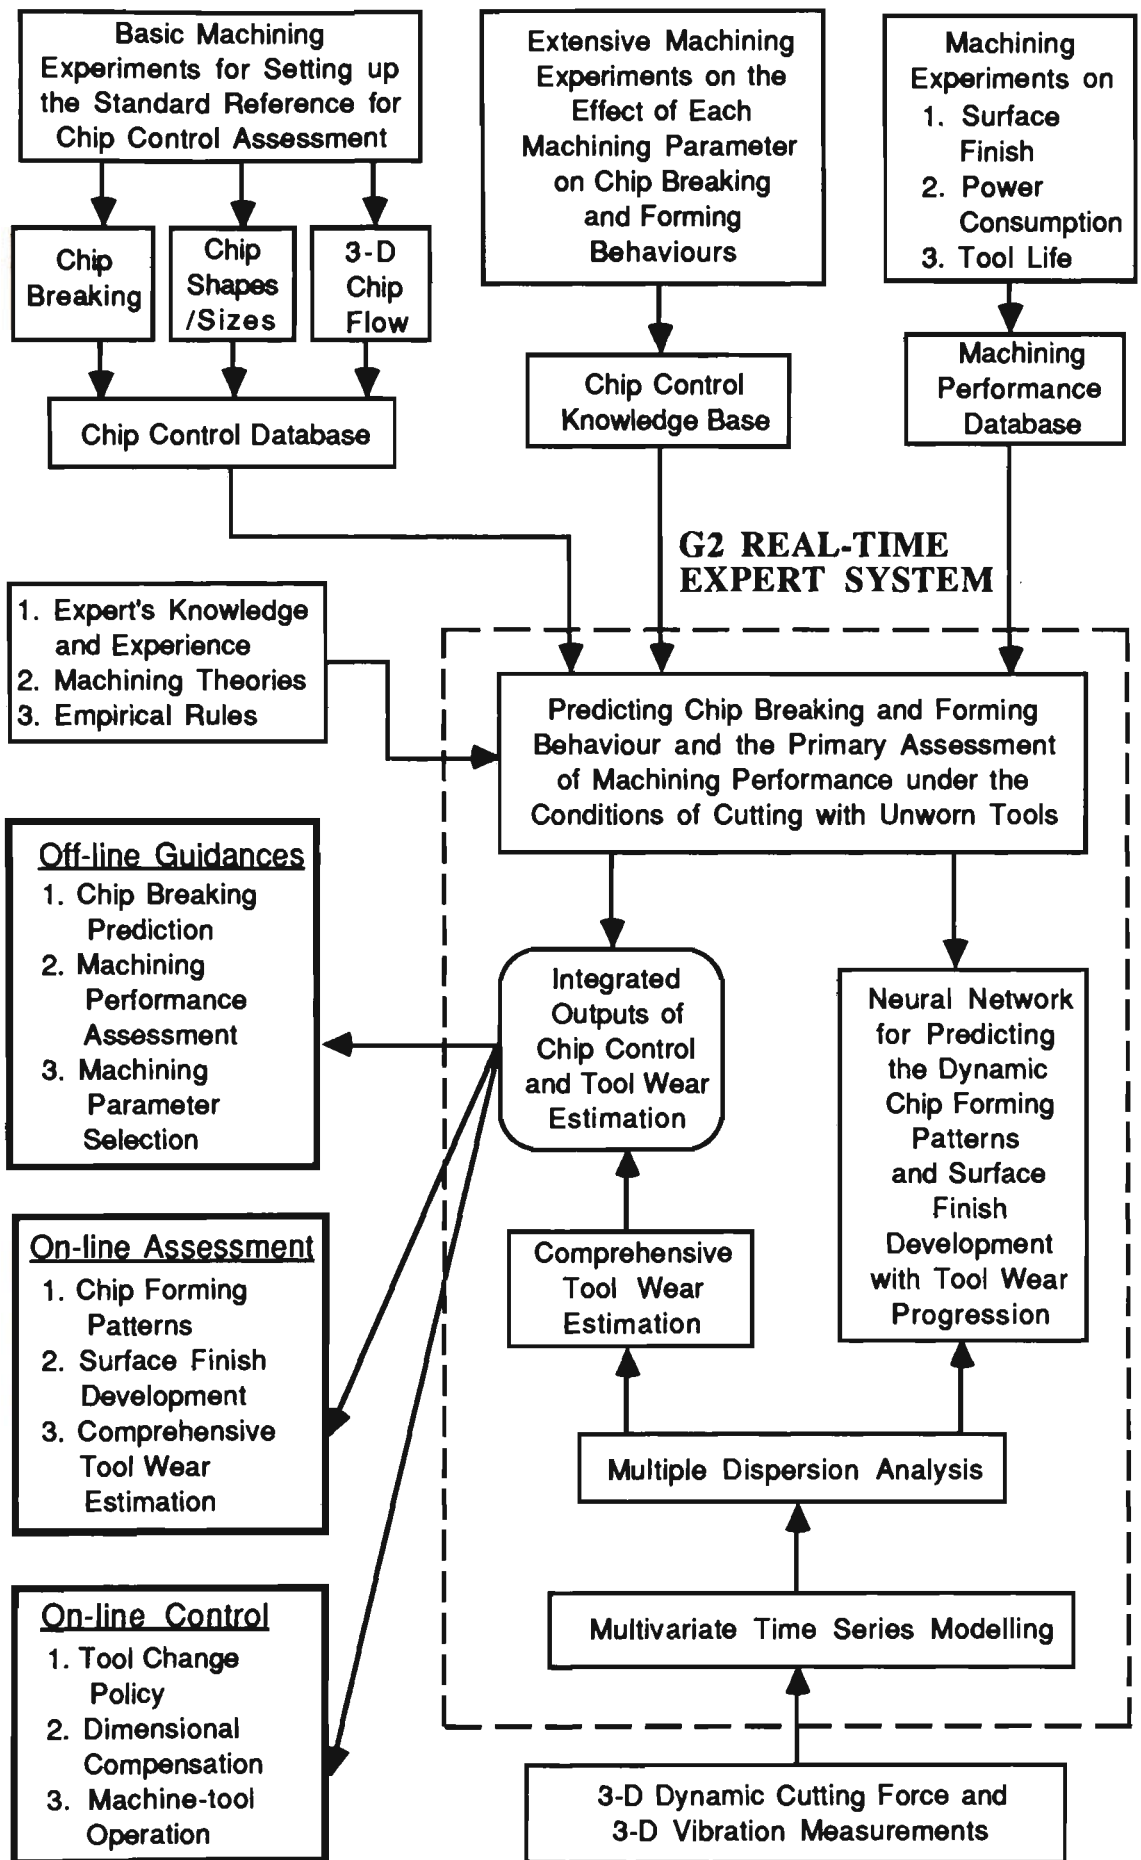 Basic Machining
Experiments for Setting up
the Standard Reference for
Chip Control Assessment
Extensive Machining
Experiments on the
Effect of Each
Machining Parameter
on Chip Breaking
and Forming
Behaviours
Machining
Experiments on
1. Surface
Finish
2. Power
Consumption
3. Tool Life
Chip
Breaking
Chip
Shapes
/Sizes
3-D
Chip
Flow
Chip Control Database
Chip Control
Knowledge Base
Machining
Performance
Database
G2 REAL-TIME
EXPERT SYSTEM
1. Expert's Knowledge
and Experience
2. Machining Theories
3. Empirical Rules
Predicting Chip Breaking and Forming
Behaviour and the Primary Assessment
of Machining Performance under the
Conditions of Cutting with Unworn Tools
Off-line Guidances
1. Chip Breaking
Prediction
2. Machining
Performance
Assessment
3. Machining
Parameter
Selection
Integrated
Outputs of
Chip Control
and Tool Wear
Estimation
Neural Network
for Predicting
the Dynamic
Chip Forming
Patterns
and Surface
Finish
Development
with Tool Wear
Progression
On-line Assessment
1. Chip Forming
Patterns
2. Surface Finish
Development
3. Comprehensive
Tool Wear
Estimation
Comprehensive
Tool Wear
Estimation
Multiple Dispersion Analysis
On-line Control
1. Tool Change
Policy
2. Dimensional
Compensation
3. Machine-tool
Operation
Multivariate Time Series Modelling
3-D Dynamic Cutting Force and
3-D Vibration Measurements